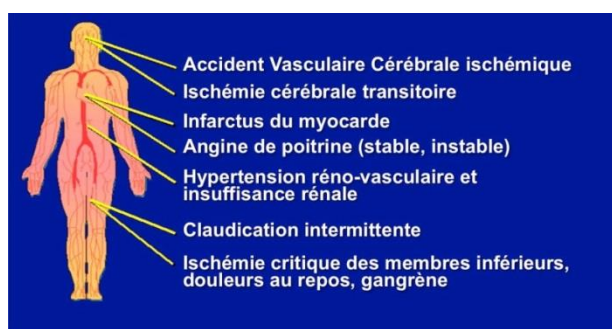 Accident Vasculaire Cérébrale ischémique
Ischémie cérébrale transitoire
Infarctus du myocarde
Angine de poitrine (stable, instable)
Hypertension réno-vasculaire et
insuffisance rénale
Claudication intermittente
Ischémie critique des membres inférieurs,
douleurs au repos, gangrène